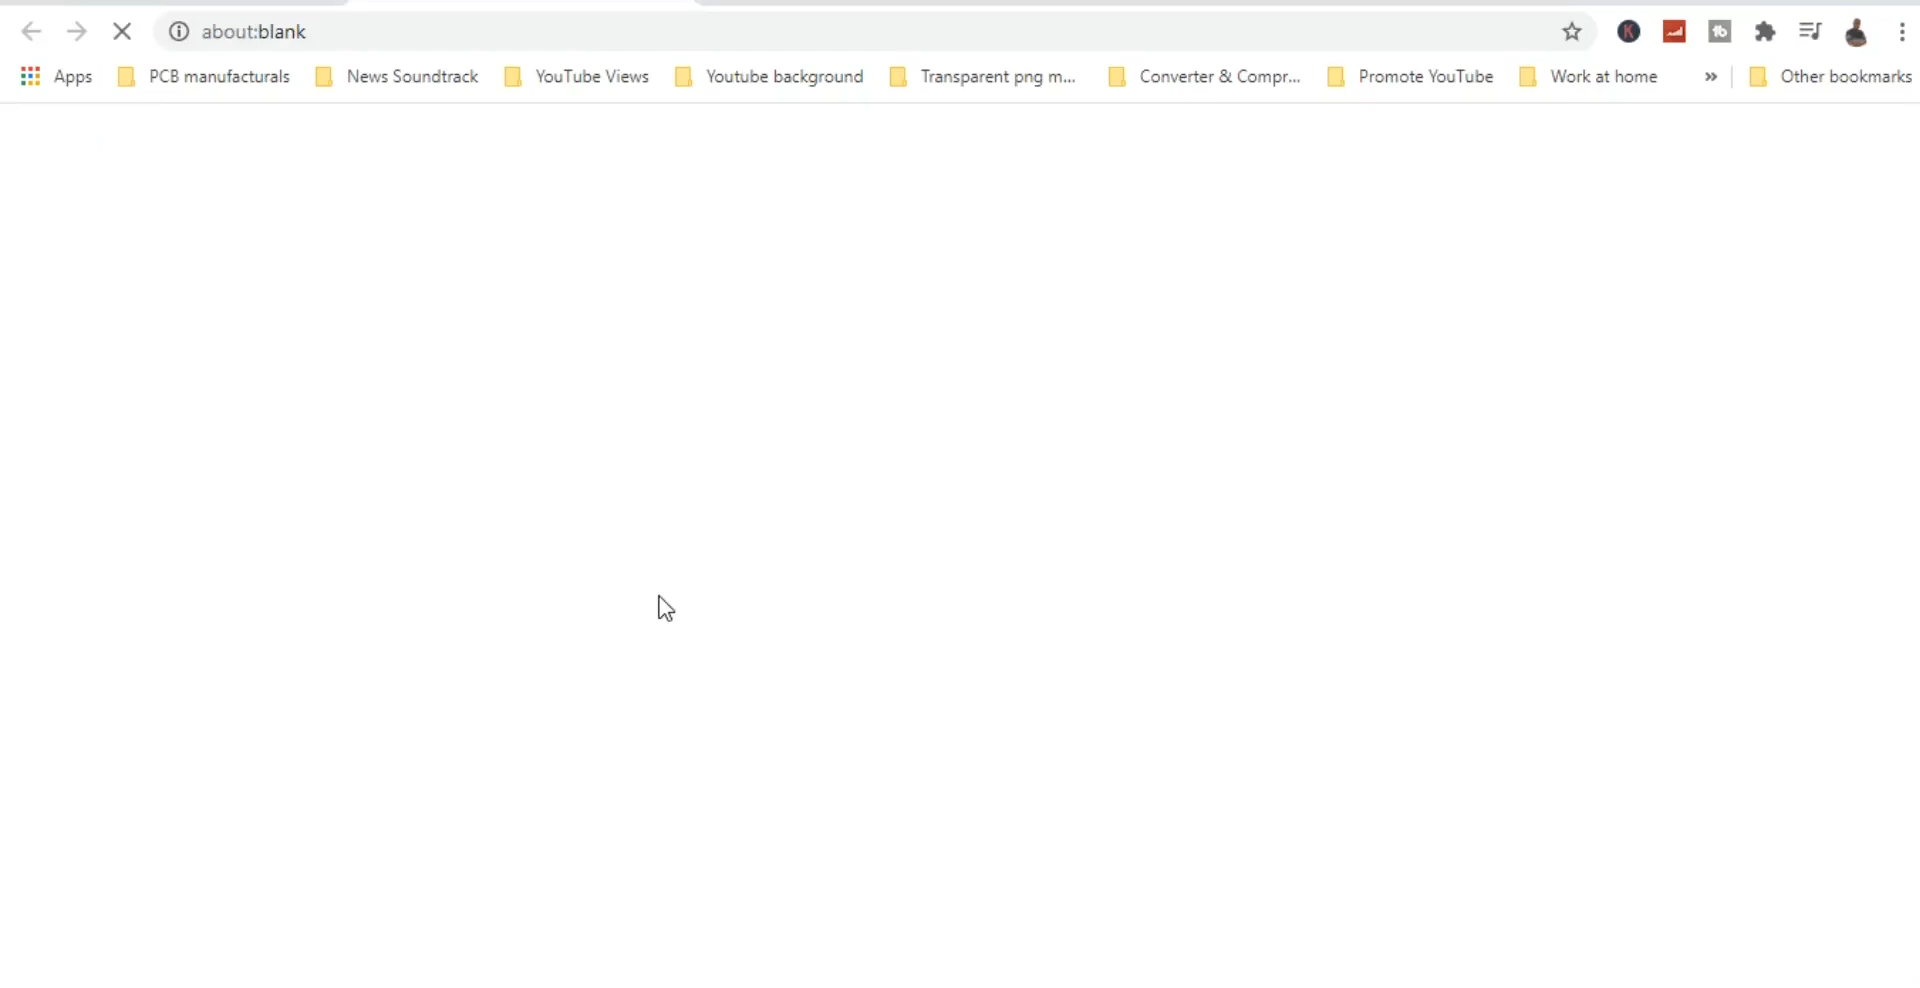 about:blank
Apps PCB manufacturals News Soundtrack YouTube Views Youtube background Transparent png m... Converter & Compr... Promote YouTube Work at home » Other bookmarks
K
tb